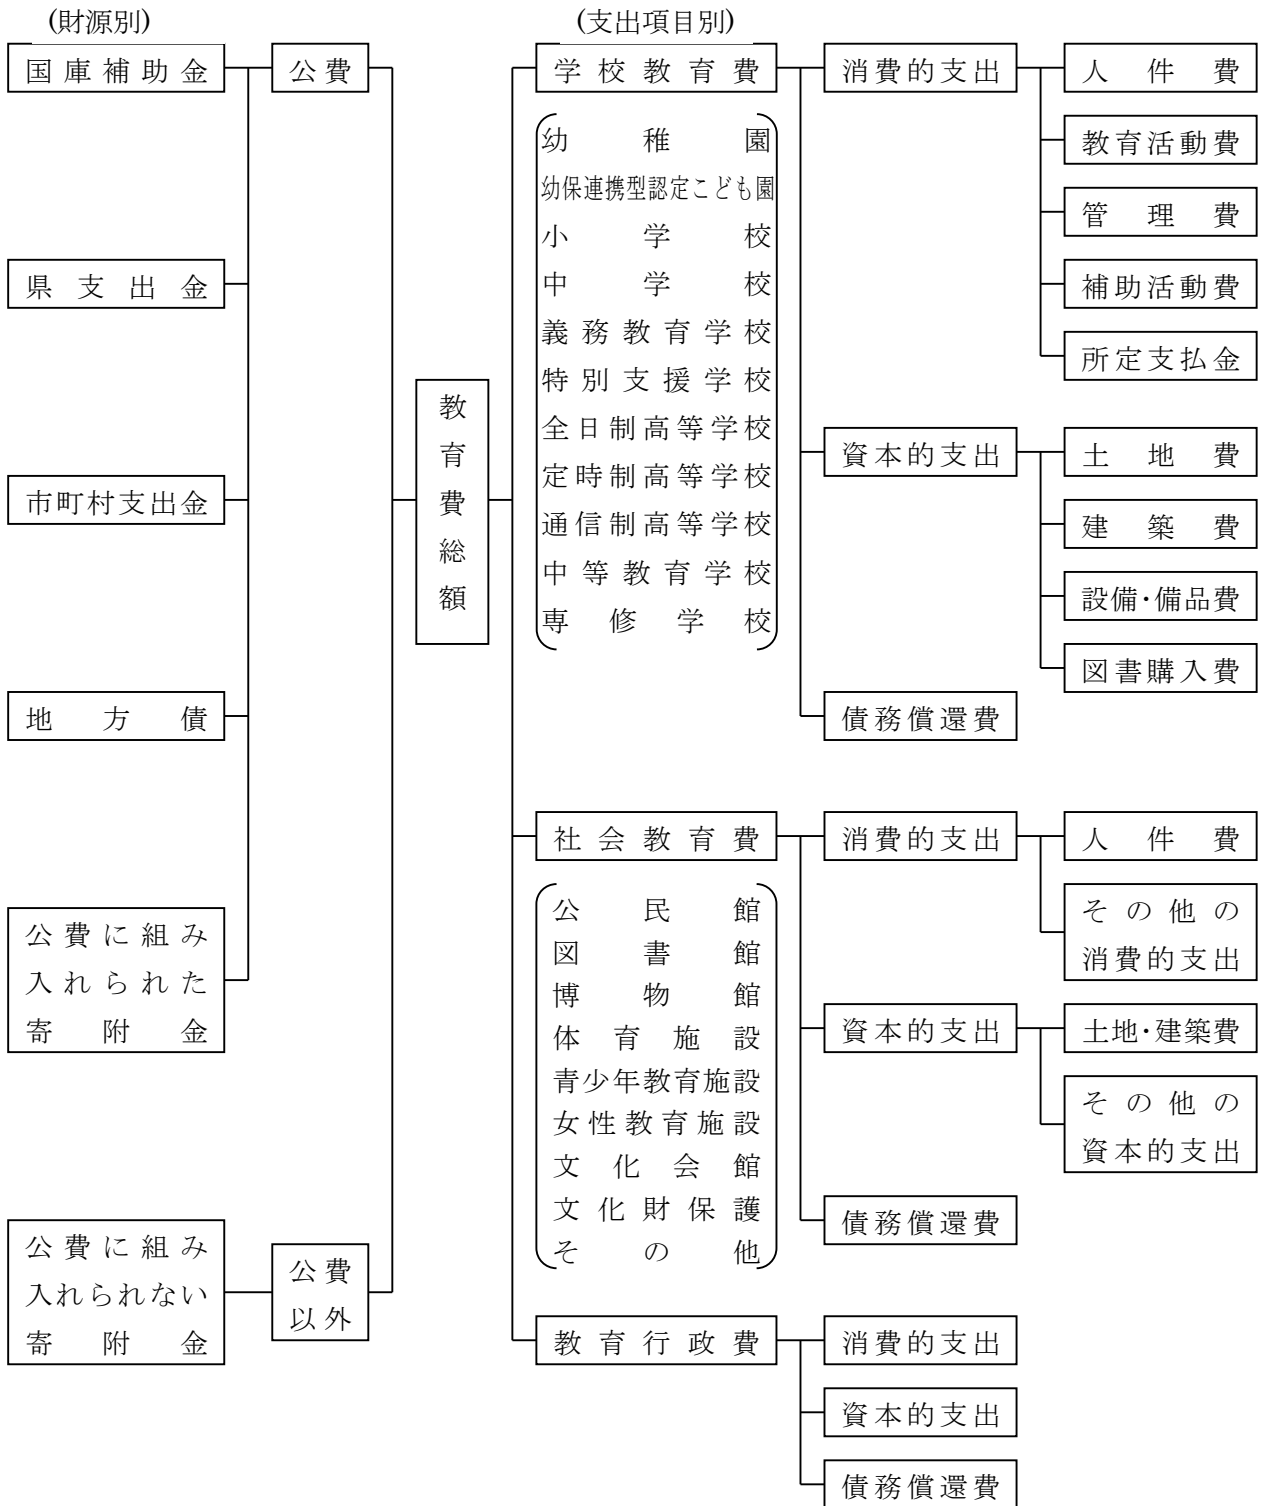 (財源別)
国庫補助金
公費
県支出金
市町村支出金
地方債
公費に組み
入れられた
寄附金
公費に組み
入れられない
寄附金
公費
以外
教育費総額
(支出項目別)
学校教育費
幼稚園
幼保連携型認定こども園
小学校
中学校
義務教育学校
特別支援学校
全日制高等学校
定時制高等学校
通信制高等学校
中等教育学校
専修学校
消費的支出
人件費
教育活動費
管理費
補助活動費
所定支払金
資本的支出
土地費
建築費
設備・備品費
図書購入費
債務償還費
社会教育費
公民館
図書館
博物館
体育施設
青少年教育施設
女性教育施設
文化会館
文化財保護
その他
消費的支出
人件費
その他の
消費的支出
資本的支出
土地・建築費
その他の
資本的支出
債務償還費
教育行政費
消費的支出
資本的支出
債務償還費